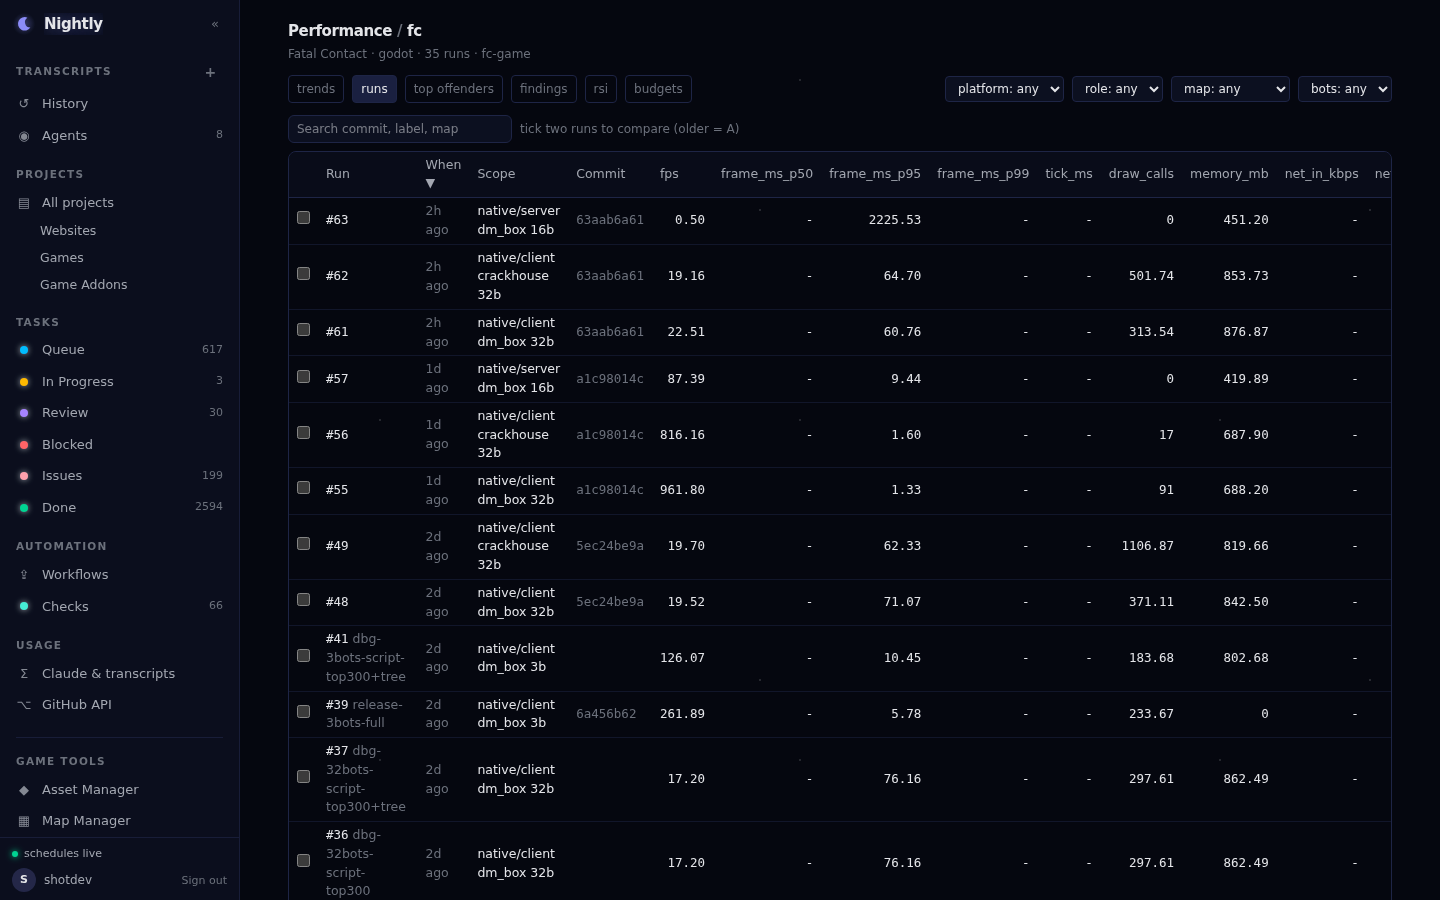 Nightly «
TRANSCRIPTS +
History
Agents 8
PROJECTS
All projects
Websites
Games
Game Addons
TASKS
Queue 617
In Progress 3
Review 30
Blocked
Issues 199
Done 2594
AUTOMATION
Workflows
Checks 66
USAGE
Σ Claude & transcripts
GitHub API
GAME TOOLS
Asset Manager
Map Manager
schedules live
S shotdev Sign out
Performance / fc
Fatal Contact · godot · 35 runs · fc-game
trends runs top offenders findings rsi budgets platform: any role: any map: any bots: any
Search commit, label, map tick two runs to compare (older = A)
Run When ▼ Scope Commit fps frame_ms_p50 frame_ms_p95 frame_ms_p99 tick_ms draw_calls memory_mb net_in_kbps ne
#63 2h ago native/server dm_box 16b 63aab6a61 0.50 - 2225.53 - - 0 451.20 -
#62 2h ago native/client crackhouse 32b 63aab6a61 19.16 - 64.70 - - 501.74 853.73 -
#61 2h ago native/client dm_box 32b 63aab6a61 22.51 - 60.76 - - 313.54 876.87 -
#57 1d ago native/server dm_box 16b a1c98014c 87.39 - 9.44 - - 0 419.89 -
#56 1d ago native/client crackhouse 32b a1c98014c 816.16 - 1.60 - - 17 687.90 -
#55 1d ago native/client dm_box 32b a1c98014c 961.80 - 1.33 - - 91 688.20 -
#49 2d ago native/client crackhouse 32b 5ec24be9a 19.70 - 62.33 - - 1106.87 819.66 -
#48 2d ago native/client dm_box 32b 5ec24be9a 19.52 - 71.07 - - 371.11 842.50 -
#41 dbg-3bots-script-top300+tree 2d ago native/client dm_box 3b 126.07 - 10.45 - - 183.68 802.68 -
#39 release-3bots-full 2d ago native/client dm_box 3b 6a456b62 261.89 - 5.78 - - 233.67 0 -
#37 dbg-32bots-script-top300+tree 2d ago native/client dm_box 32b 17.20 - 76.16 - - 297.61 862.49 -
#36 dbg-32bots-script-top300 2d ago native/client dm_box 32b 17.20 - 76.16 - - 297.61 862.49 -